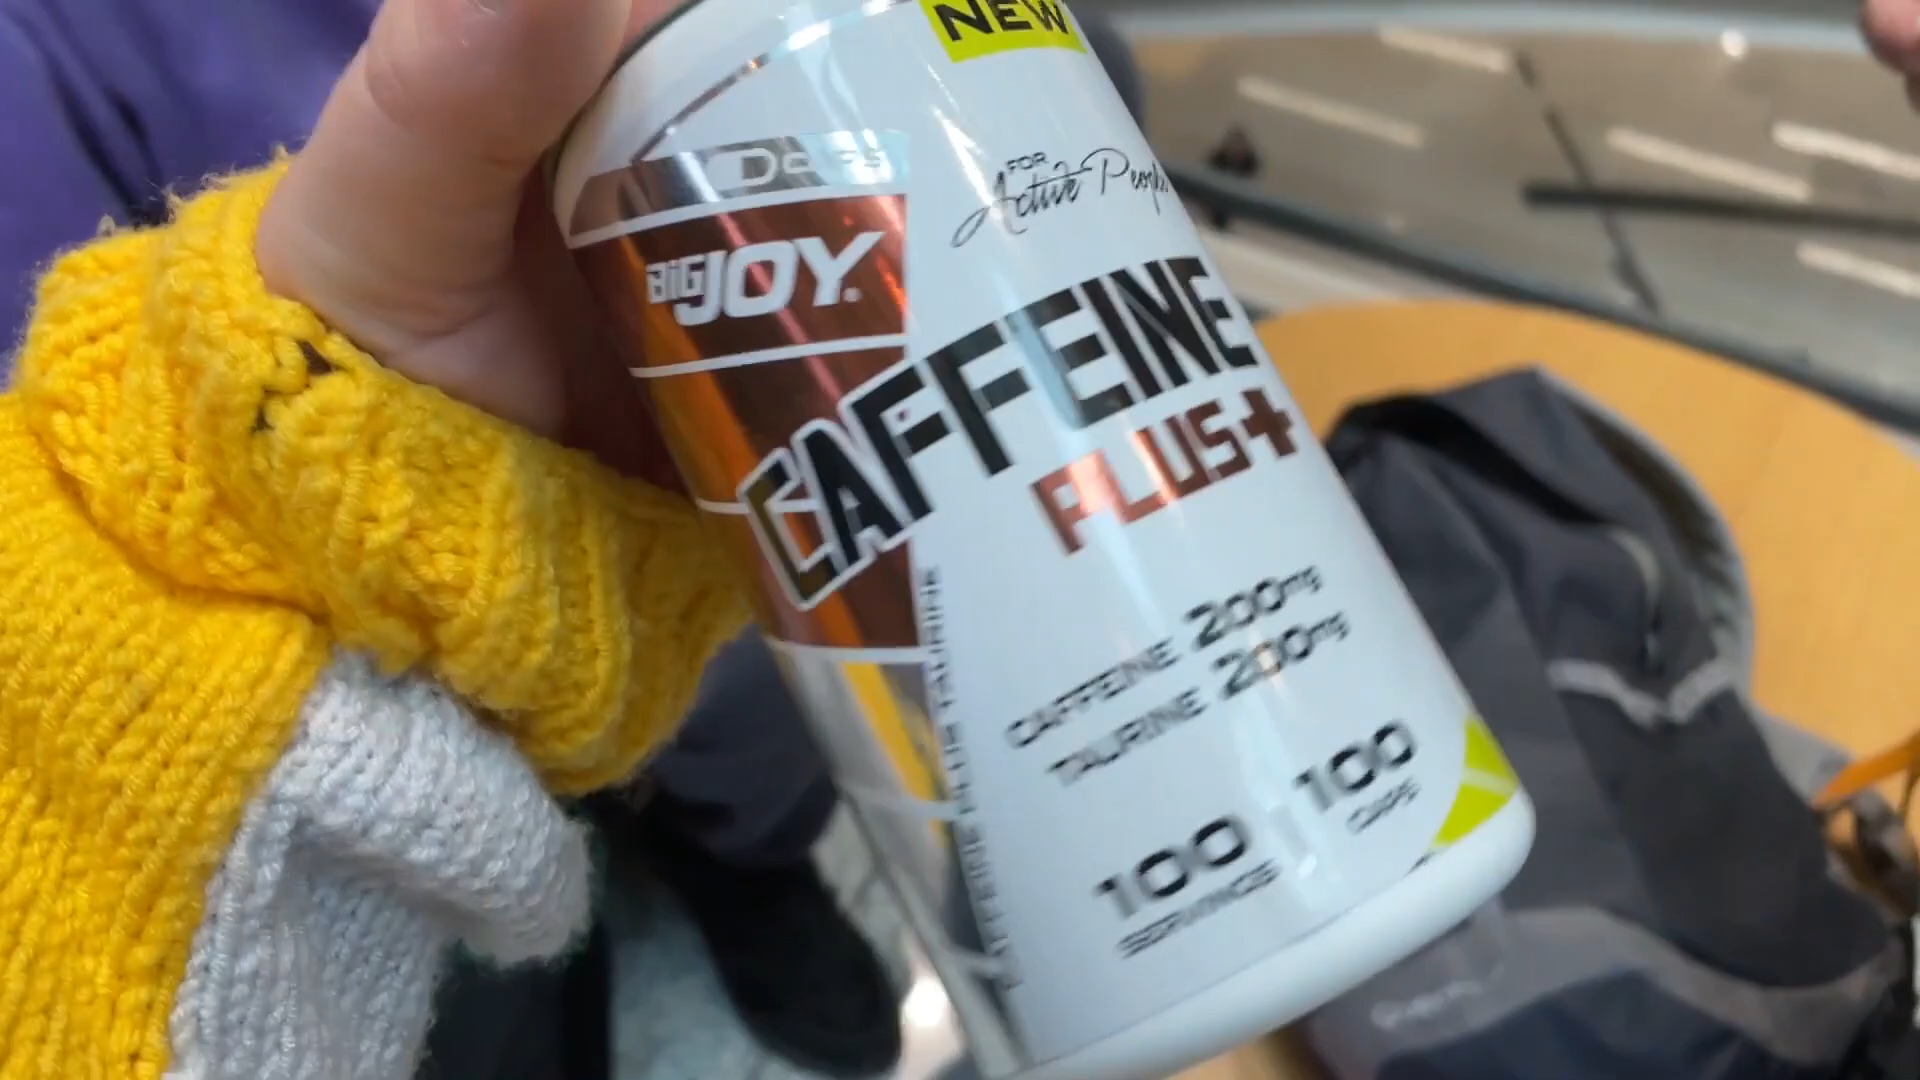 NEW
FOR
Active People
BiGJOY
CAFFEINE
PLUS+
CAFFEINE 200mg
TAURINE 200mg
100
SERVINGS
100
CAPS